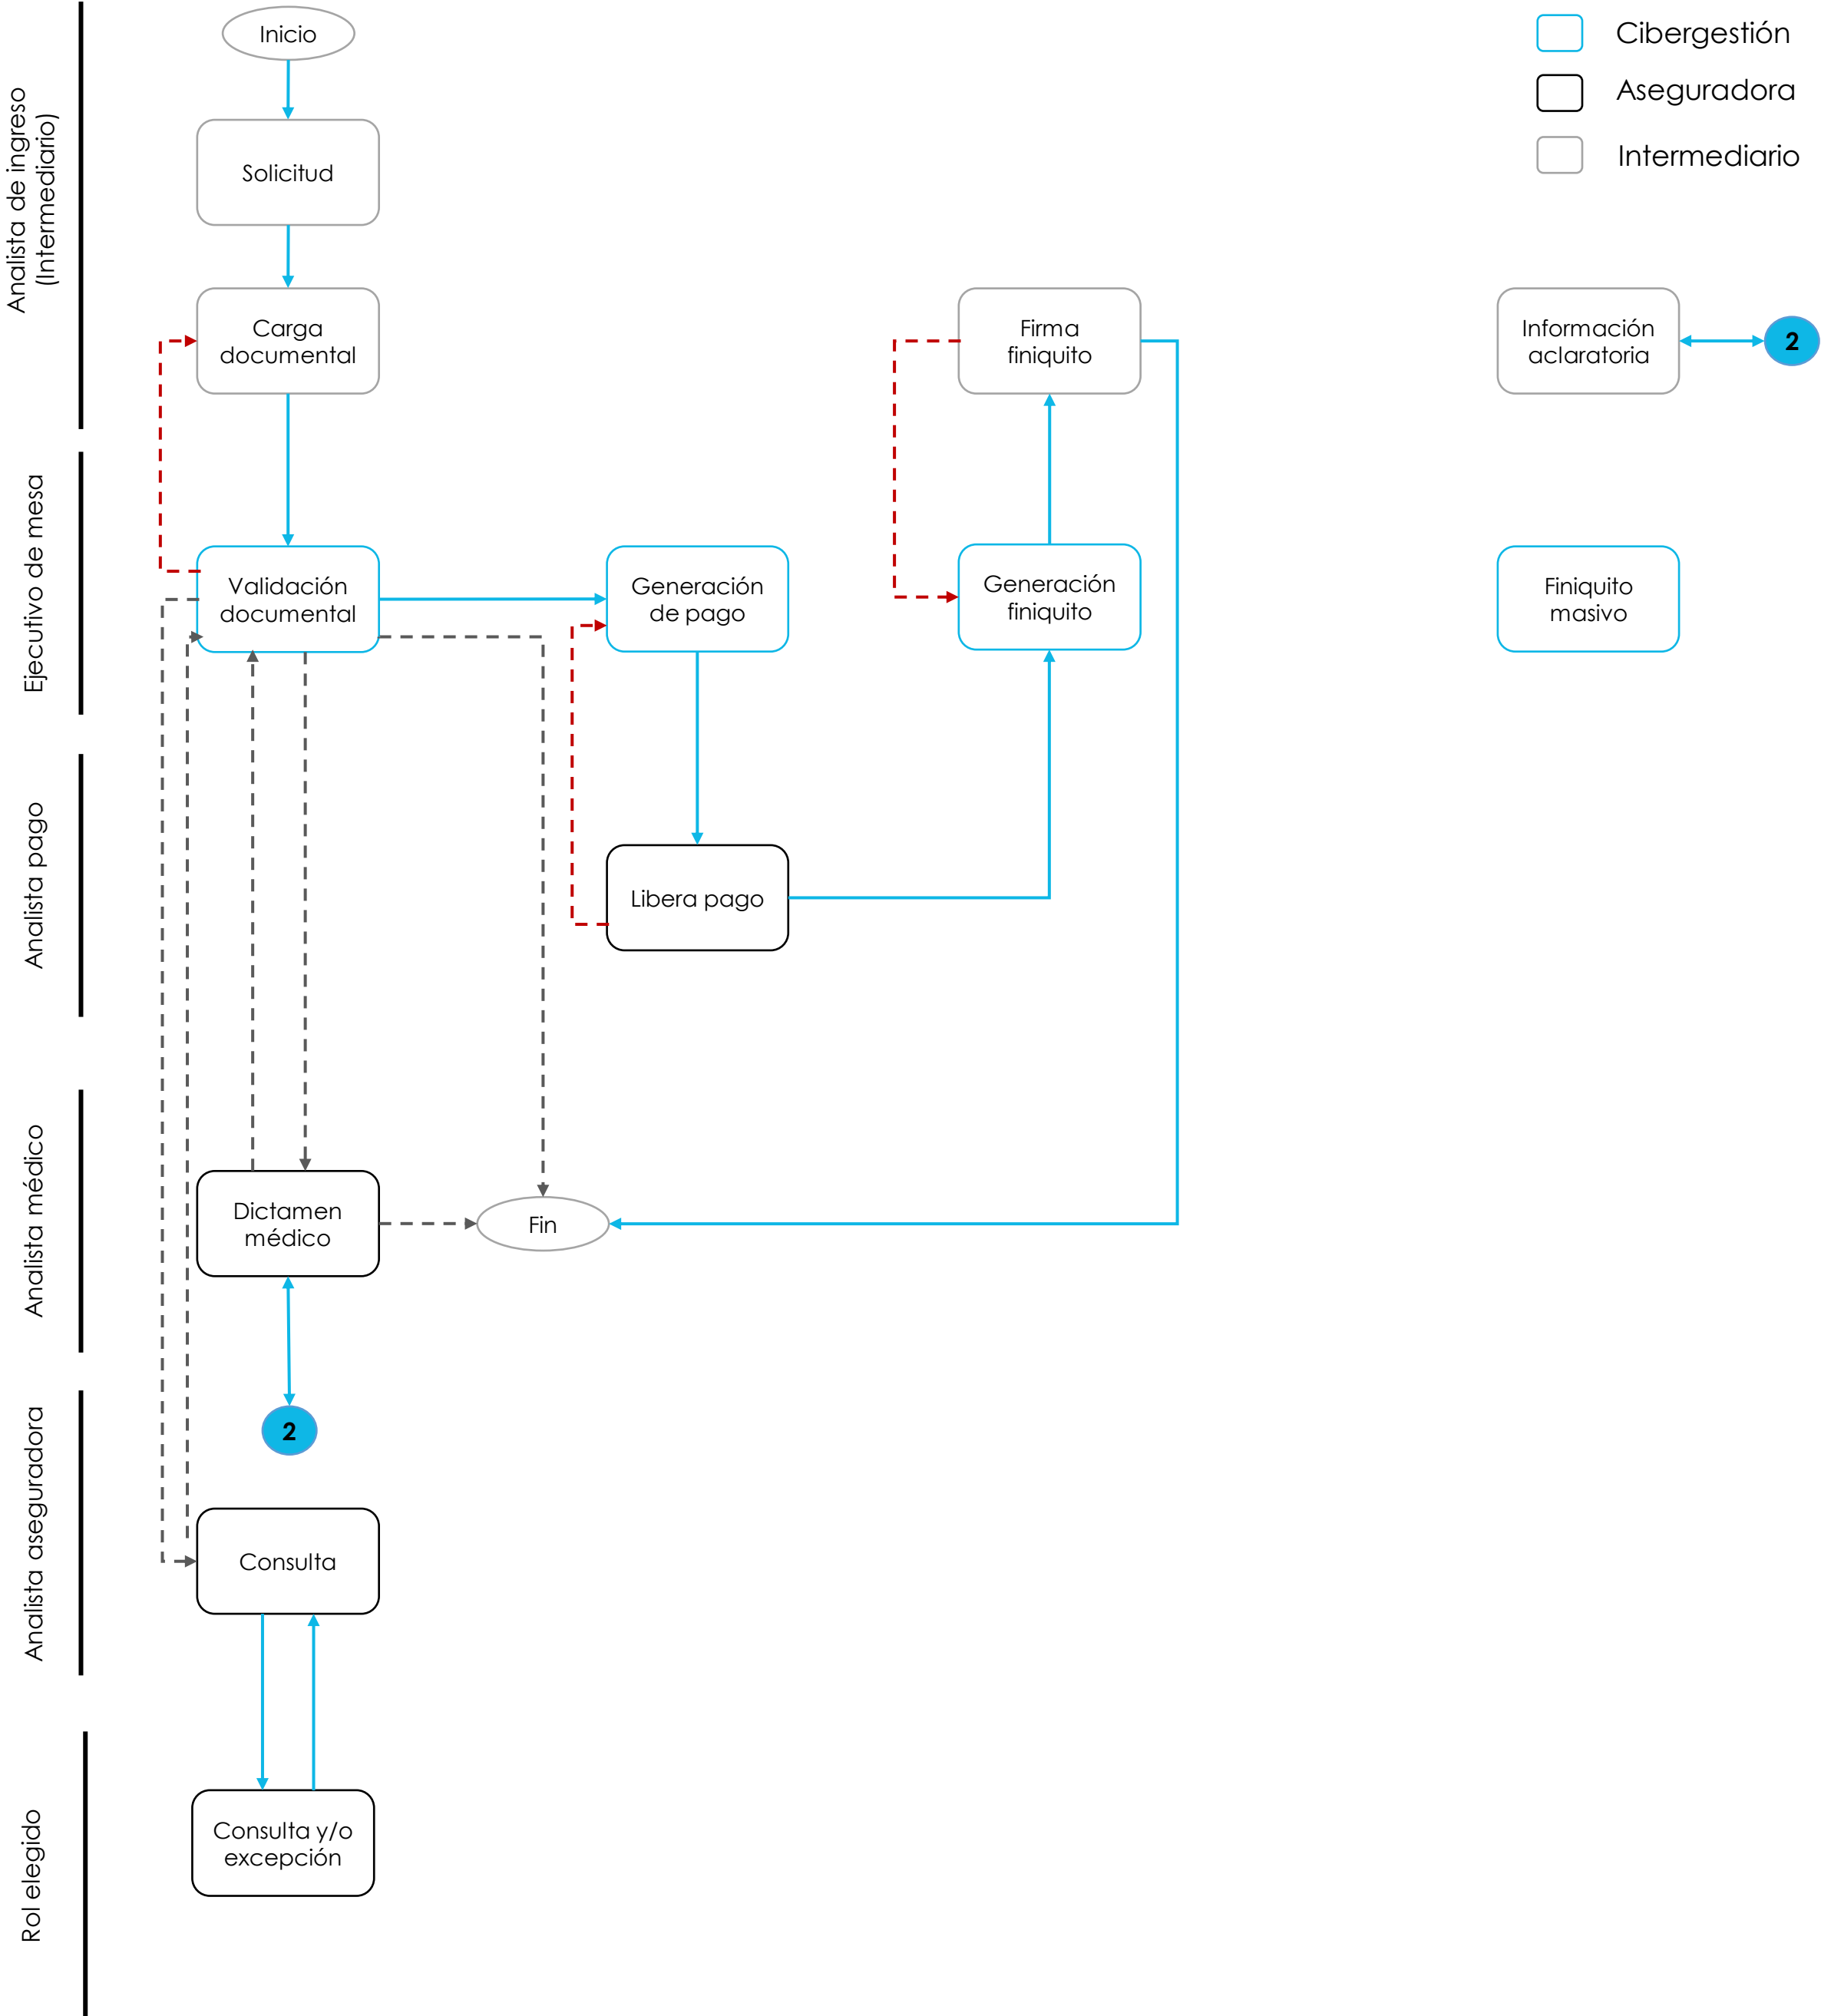 Inicio
Cibergestión
Aseguradora
Intermediario
Analista de ingreso
(Intermediario)
Solicitud
Carga
documental
Firma
finiquito
Información
aclaratoria
2
Ejecutivo de mesa
Validación
documental
Generación
de pago
Generación
finiquito
Finiquito
masivo
Analista pago
Libera pago
Analista médico
Dictamen
médico
Fin
Analista aseguradora
2
Consulta
Rol elegido
Consulta y/o
excepción